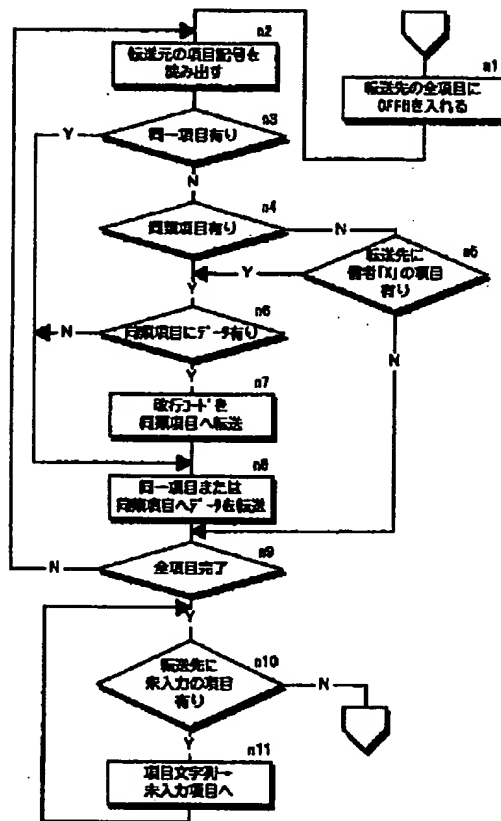 n1
転送先の全項目に
0FFHを入れる
n2
転送元の項目記号を
読み出す
n3
同一項目有り
Y
N
n4
同類項目有り
N
Y
n5
転送先に
備考「X」の項目
有り
Y
N
n6
同類項目にデータ有り
N
Y
n7
改行コードを
同類項目へ転送
n8
同一項目または
同類項目へデータを転送
n9
全項目完了
N
Y
n10
転送先に
未入力の項目
有り
N
Y
n11
項目文字列→
未入力項目へ